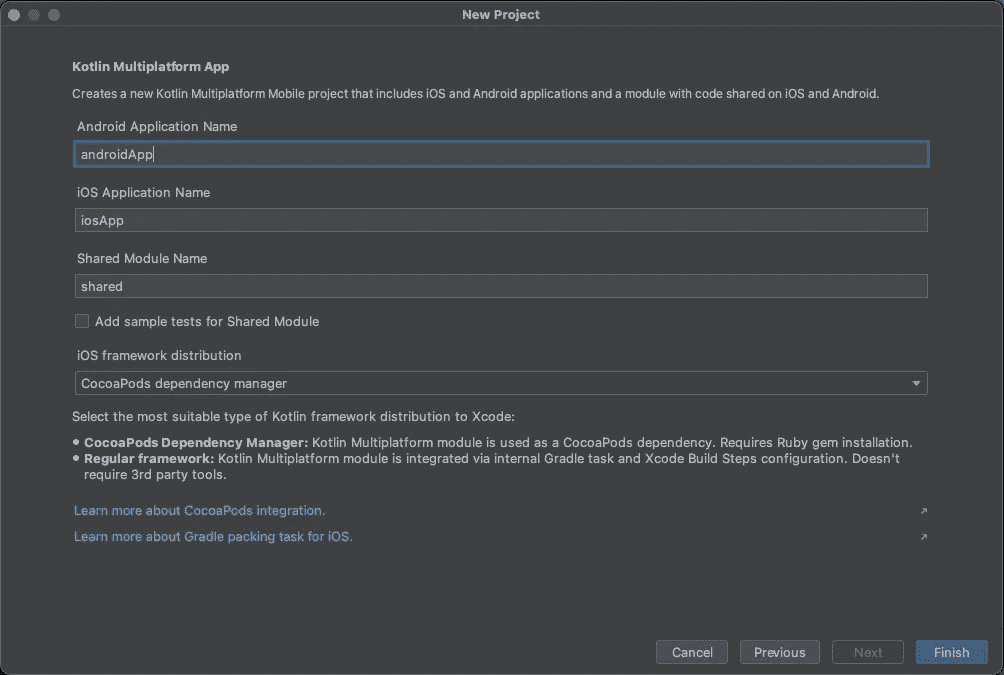 New Project
Kotlin Multiplatform App
Creates a new Kotlin Multiplatform Mobile project that includes iOS and Android applications and a module with code shared on iOS and Android.
Android Application Name
androidApp
iOS Application Name
iosApp
Shared Module Name
shared
Add sample tests for Shared Module
iOS framework distribution
CocoaPods dependency manager
Select the most suitable type of Kotlin framework distribution to Xcode:
• CocoaPods Dependency Manager: Kotlin Multiplatform module is used as a CocoaPods dependency. Requires Ruby gem installation.
• Regular framework: Kotlin Multiplatform module is integrated via internal Gradle task and Xcode Build Steps configuration. Doesn't
require 3rd party tools.
Learn more about CocoaPods integration.
Learn more about Gradle packing task for iOS.
Cancel Previous Next Finish